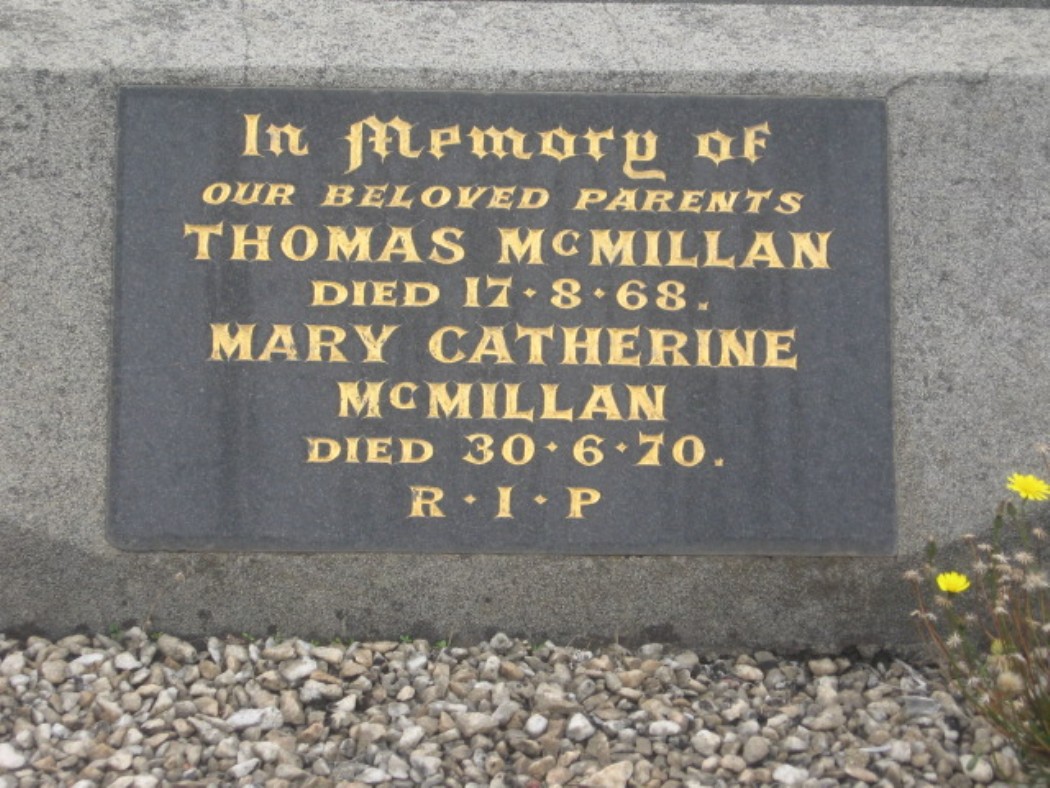 In Memory of
OUR BELOVED PARENTS
THOMAS McMILLAN
DIED 17·8·68.
MARY CATHERINE
McMILLAN
DIED 30·6·70.
R·I·P